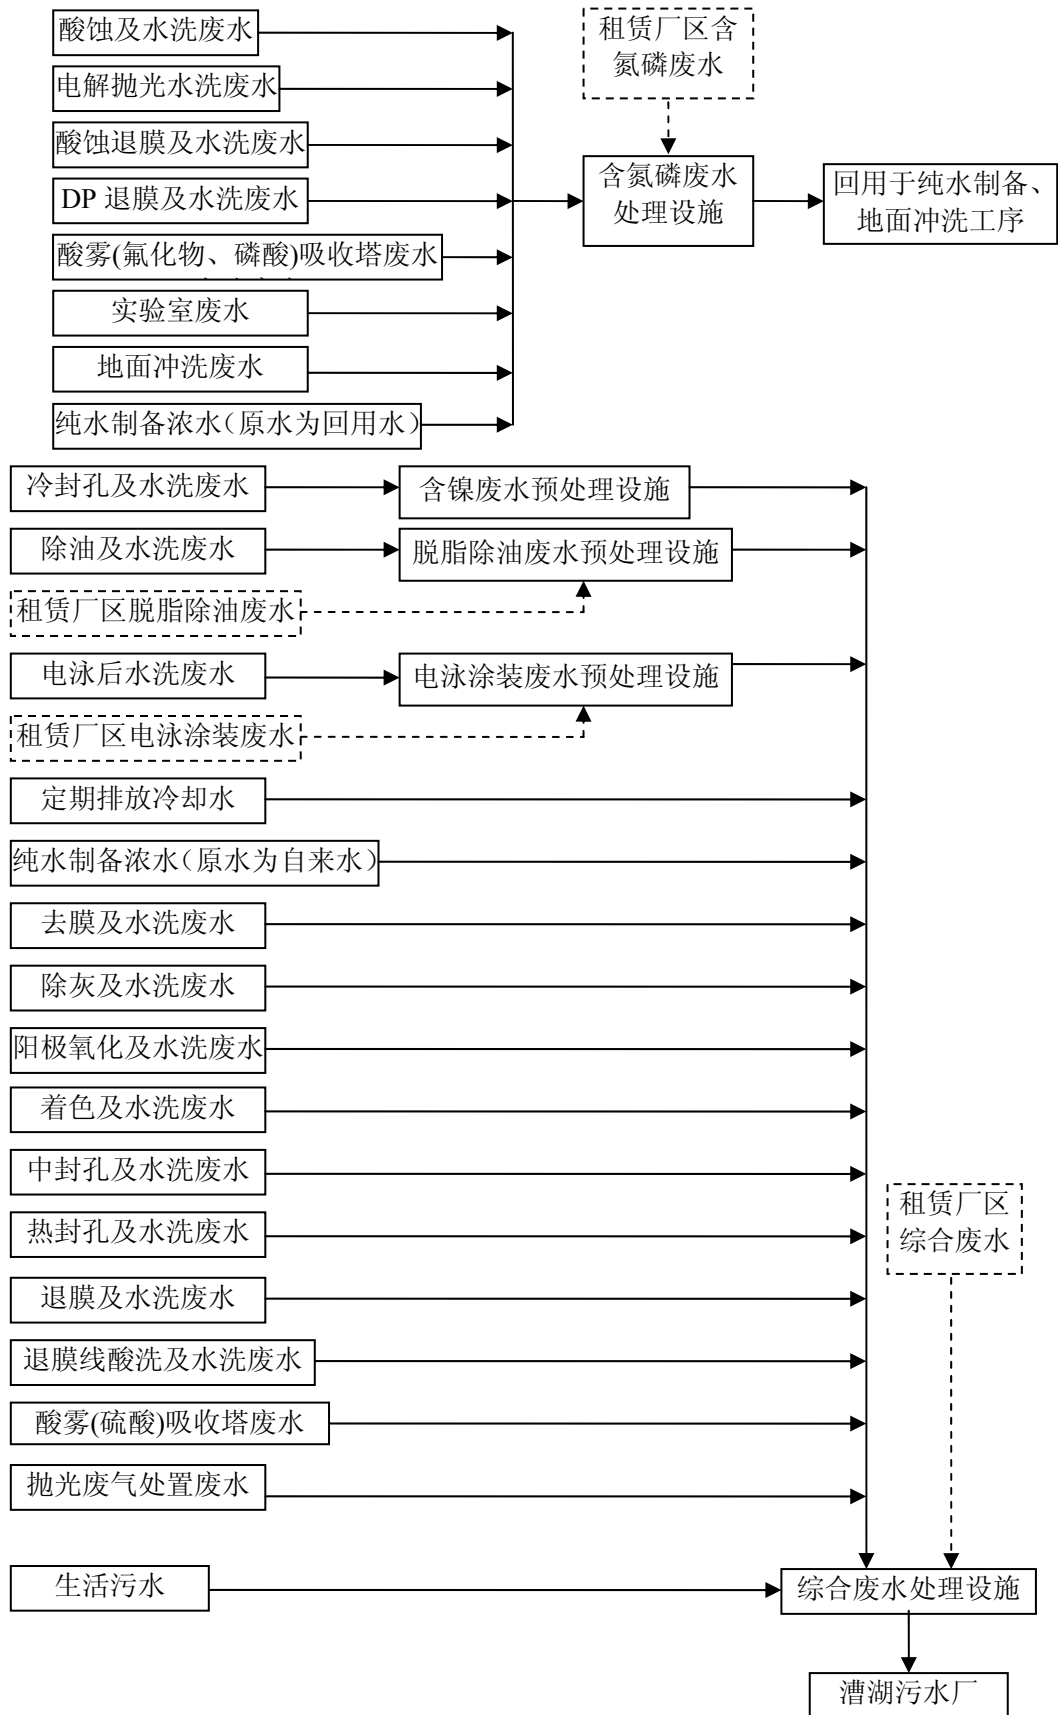 酸蚀及水洗废水
租赁厂区含
氮磷废水
电解抛光水洗废水
酸蚀退膜及水洗废水
含氮磷废水
处理设施
回用于纯水制备、
地面冲洗工序
DP 退膜及水洗废水
酸雾(氟化物、磷酸)吸收塔废水
实验室废水
地面冲洗废水
纯水制备浓水（原水为回用水）
冷封孔及水洗废水
含镍废水预处理设施
除油及水洗废水
脱脂除油废水预处理设施
租赁厂区脱脂除油废水
电泳后水洗废水
电泳涂装废水预处理设施
租赁厂区电泳涂装废水
定期排放冷却水
纯水制备浓水（原水为自来水）
去膜及水洗废水
除灰及水洗废水
阳极氧化及水洗废水
着色及水洗废水
中封孔及水洗废水
租赁厂区
综合废水
热封孔及水洗废水
退膜及水洗废水
退膜线酸洗及水洗废水
酸雾(硫酸)吸收塔废水
抛光废气处置废水
生活污水
综合废水处理设施
漕湖污水厂